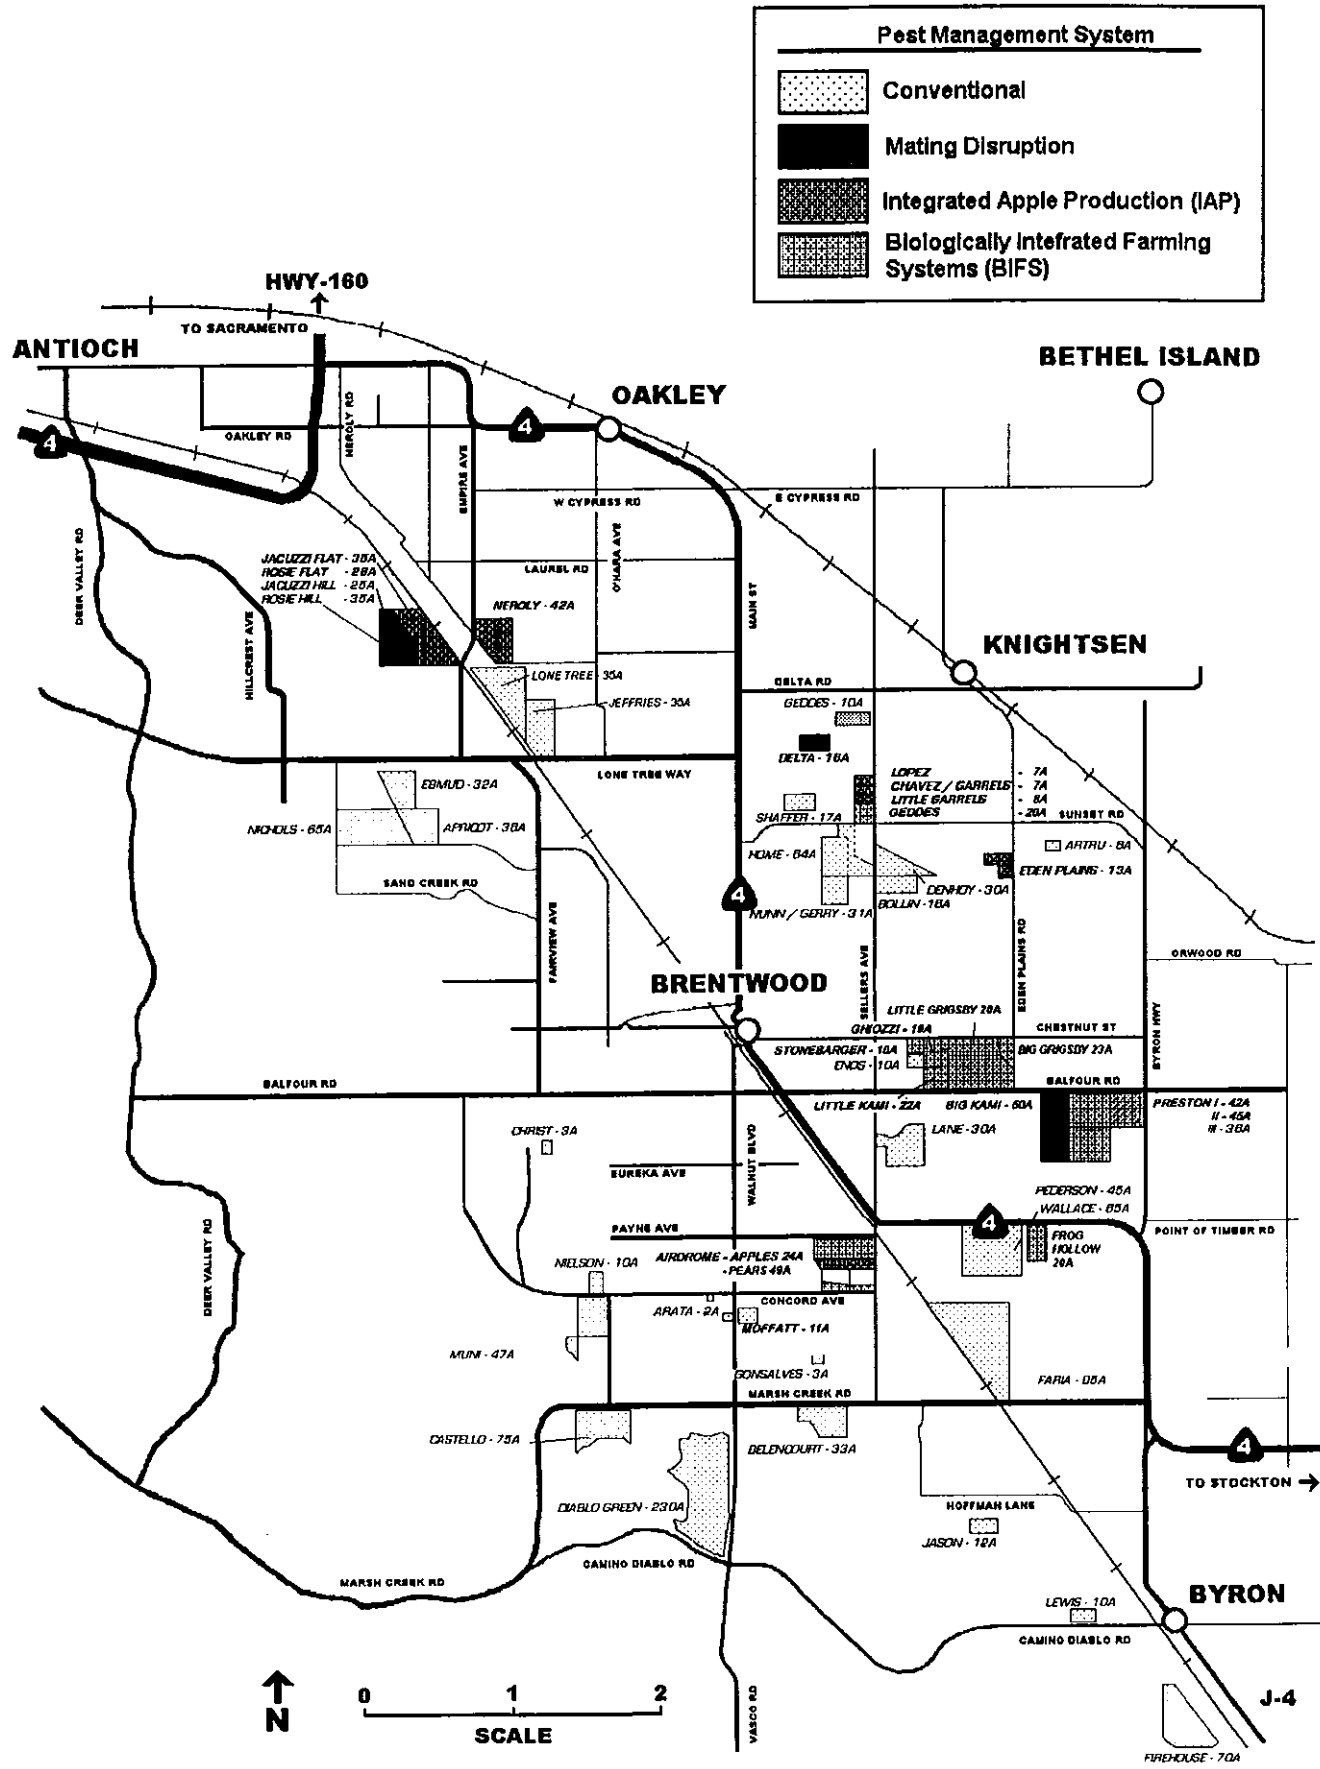 Pest Management System
Conventional
Mating Disruption
Integrated Apple Production (IAP)
Biologically Intefrated Farming
Systems (BIFS)
HWY-160
TO SACRAMENTO
ANTIOCH
BETHEL ISLAND
OAKLEY
4
4
OAKLEY RD
NEROLY RD
EMPIRE AVE
W CYPRESS RD
E CYPRESS RD
DEER VALLEY RD
O'HARA AVE
LAUREL RD
MAIN ST
JACUZZI FLAT - 35A
ROSIE FLAT - 28A
JACUZZI HILL - 25A
ROSIE HILL - 35A
NEROLY - 42A
HILLCREST AVE
KNIGHTSEN
LONE TREE - 35A
DELTA RD
JEFFRIES - 35A
GEDDES - 10A
DELTA - 16A
LONE TREE WAY
LOPEZ - 7A
CHAVEZ / GARRELS - 7A
LITTLE GARRELS - 8A
GEDDES - 20A
SUNSET RD
EBMUD - 32A
SHAFFER - 17A
NICHOLS - 65A
APRICOT - 38A
HOME - 64A
ARTRU - 8A
EDEN PLAINS - 13A
SAND CREEK RD
DENHOY - 30A
BOLLIN - 18A
NUNN / GERRY - 31A
4
FAIRVIEW AVE
SELLERS AVE
EDEN PLAINS RD
ORWOOD RD
BRENTWOOD
LITTLE GRIGSBY 20A
GHIOZZI - 18A
CHESTNUT ST
BYRON HWY
STONEBARGER - 18A
BIG GRIGSBY 23A
ENOS - 10A
BALFOUR RD
BALFOUR RD
LITTLE KAMI - 22A
BIG KAMI - 60A
PRESTON I - 42A
II - 45A
III - 36A
CHRIST - 3A
LANE - 30A
WALNUT BLVD
EUREKA AVE
PEDERSON - 45A
WALLACE - 65A
4
PAYNE AVE
POINT OF TIMBER RD
DEER VALLEY RD
FROG
HOLLOW
20A
AIRDROME - APPLES 24A
- PEARS 49A
NIELSON - 10A
CONCORD AVE
ARATA - 2A
MOFFATT - 11A
MUNI - 47A
GONSALVES - 3A
FARIA - 95A
MARSH CREEK RD
CASTELLO - 75A
BELENCOURT - 33A
4
TO STOCKTON →
DIABLO GREEN - 230A
HOFFMAN LANE
JASON - 12A
CAMINO DIABLO RD
MARSH CREEK RD
BYRON
LEWIS - 10A
CAMINO DIABLO RD
N
0 1 2
SCALE
VASCO RD
J-4
FIREHOUSE - 70A